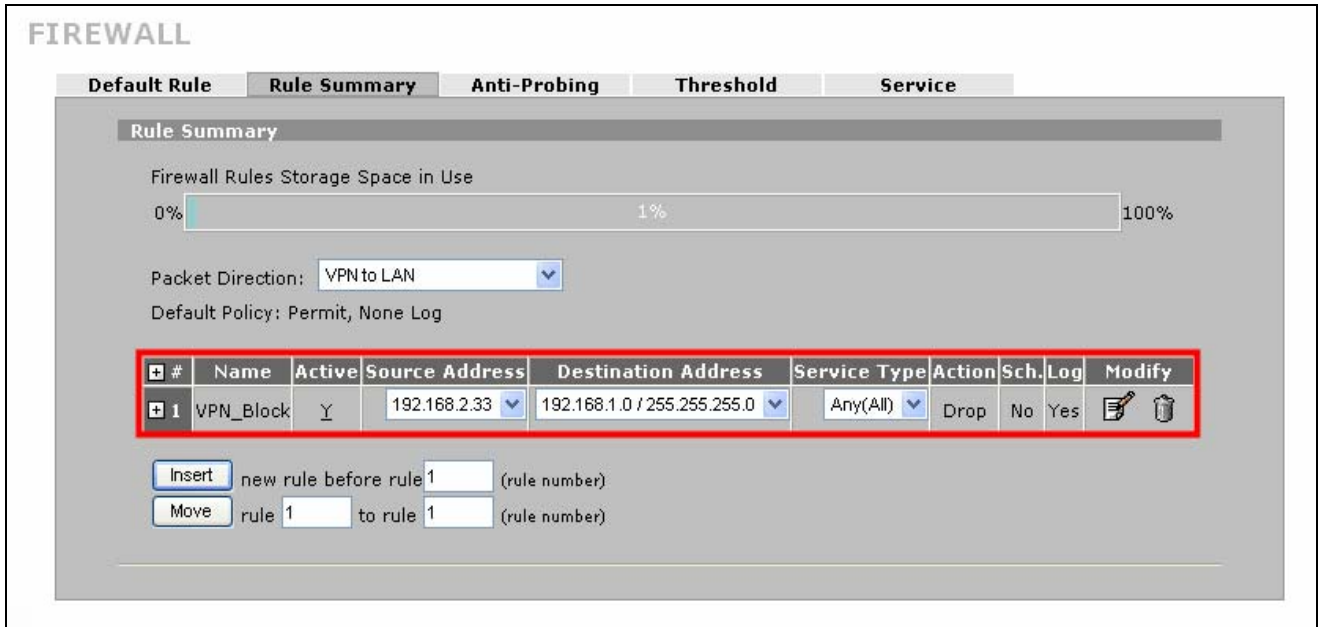 FIREWALL
Default Rule Rule Summary Anti-Probing Threshold Service
Rule Summary
Firewall Rules Storage Space in Use
0% 1% 100%
Packet Direction: VPN to LAN
Default Policy: Permit, None Log
# Name Active Source Address Destination Address Service Type Action Sch. Log Modify
1 VPN_Block Y 192.168.2.33 192.168.1.0 / 255.255.255.0 Any(All) Drop No Yes
Insert new rule before rule 1 (rule number)
Move rule 1 to rule 1 (rule number)